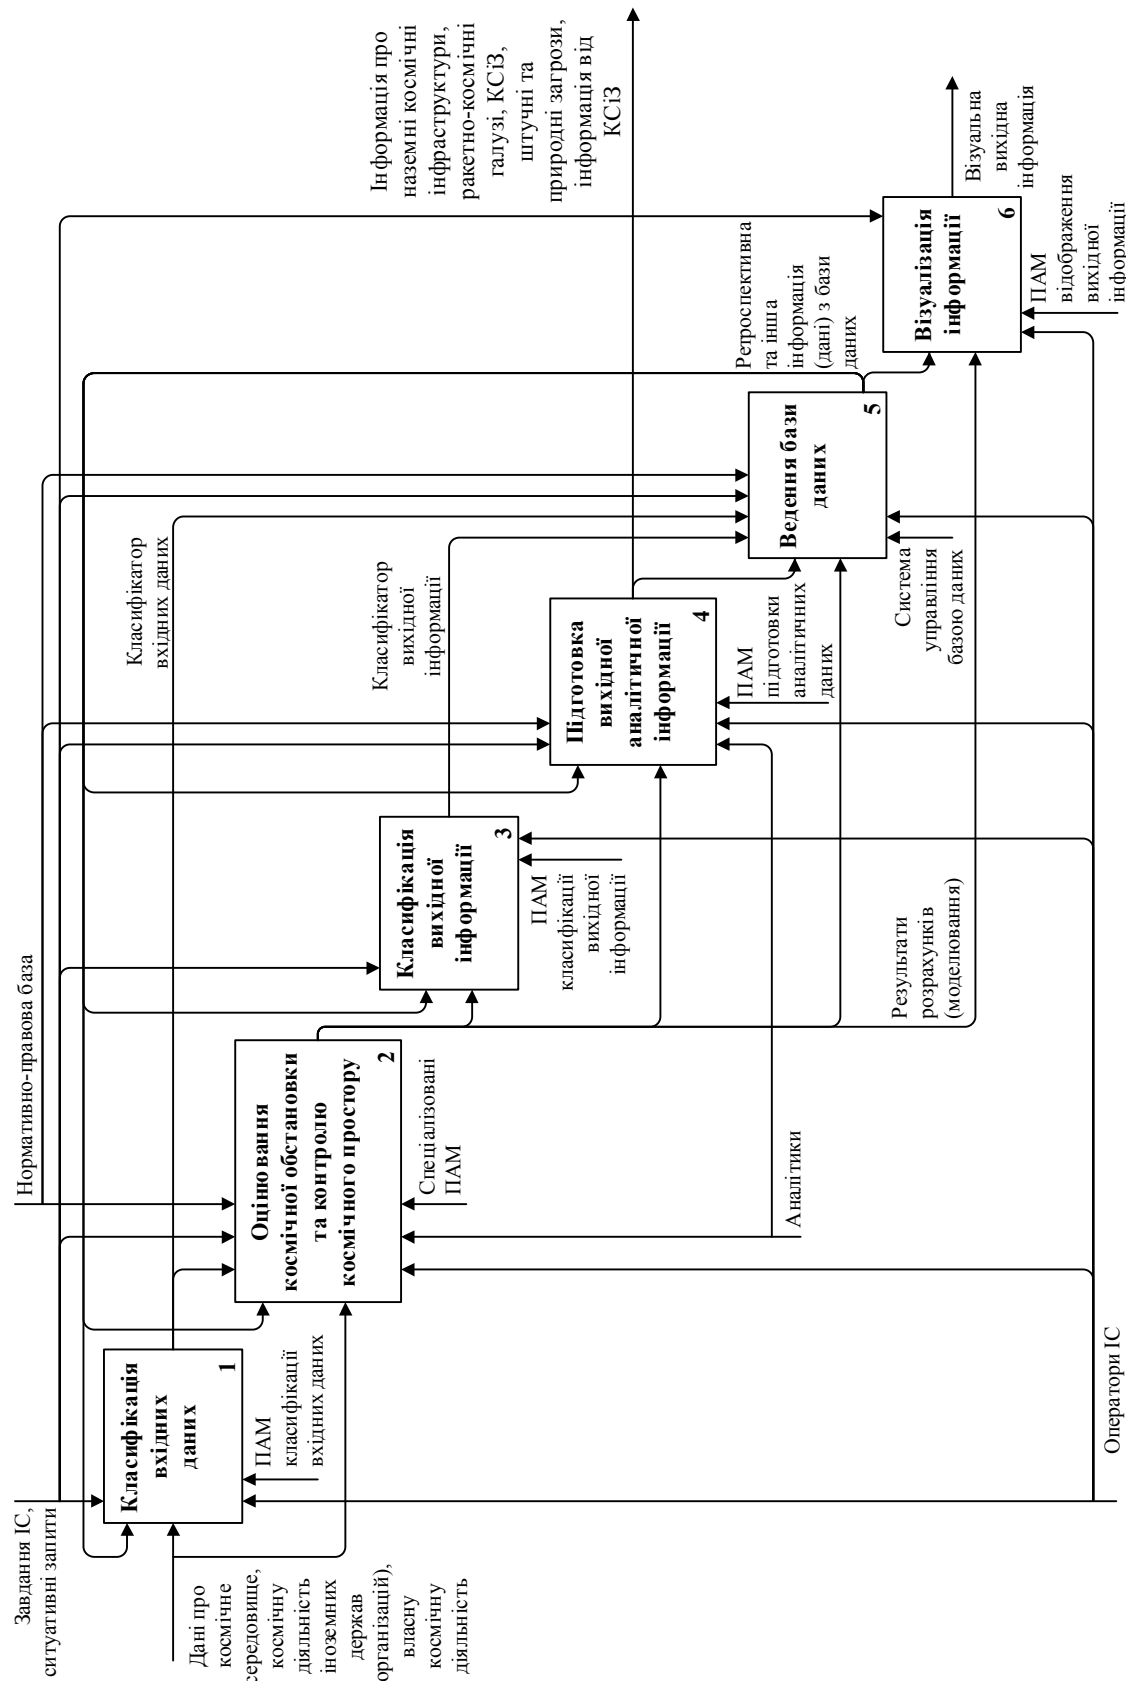 Завдання ІС,
ситуативні запити
Нормативно-правова база
Дані про
космічне
середовище,
космічну
діяльність
іноземних
держав
організацій),
власну
космічну
діяльність
Класифікація
вхідних
даних
1
ПАМ
класифікації
вхідних даних
Оцінювання
космічної обстановки
та контролю
космічного простору
2
Спеціалізовані
ПАМ
Аналітики
Оператори ІС
Класифікація
вихідної
інформації
3
ПАМ
класифікації
вихідної
інформації
Результати
розрахунків
(моделювання)
Класифікатор
вхідних даних
Класифікатор
вихідної
інформації
Підготовка
вихідної
аналітичної
інформації
4
ПАМ
підготовки
аналітичних
даних
Ведення бази
даних
5
Система
управління
базою даних
Ретроспективна
та інша
інформація
(дані) з бази
даних
Інформація про
наземні космічні
інфраструктури,
ракетно-космічні
галузі, КСіЗ,
штучні та
природні загрози,
інформація від
КСіЗ
Візуалізація
інформації
6
ПАМ
відображення
вихідної
інформації
Візуальна
вихідна
інформація